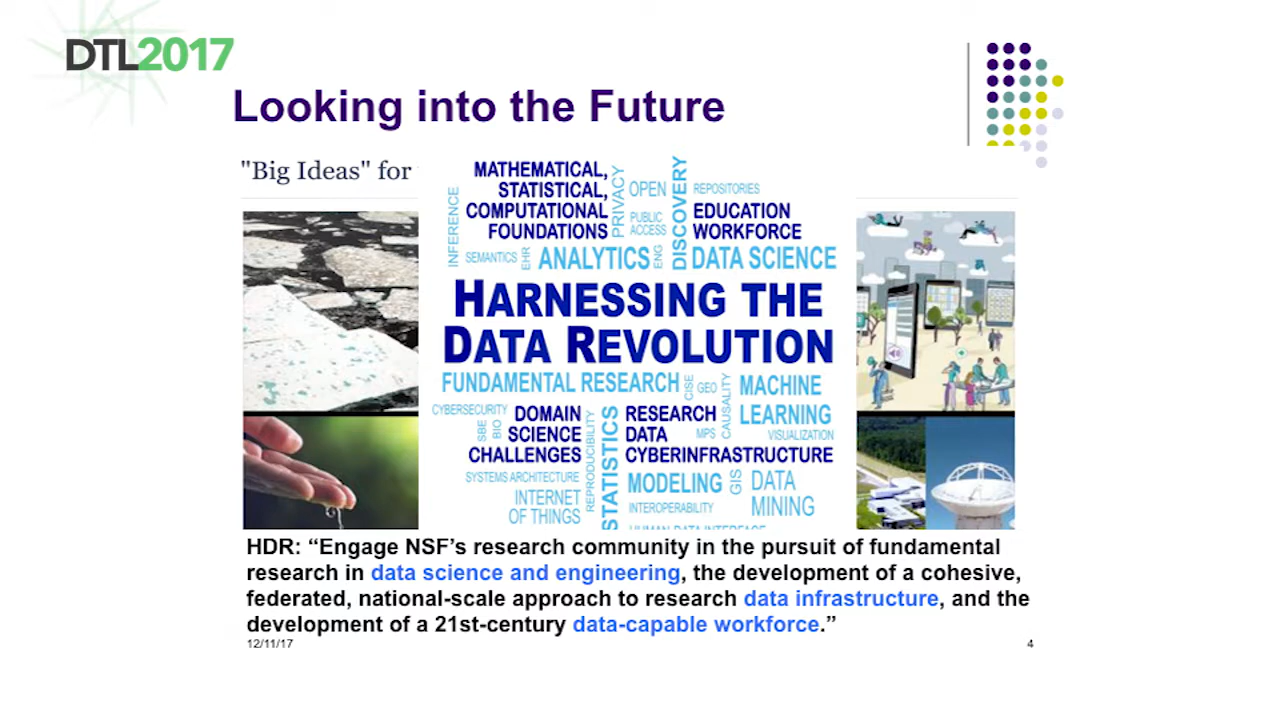 DTL2017
Looking into the Future
"Big Ideas" for
MATHEMATICAL,
STATISTICAL,
COMPUTATIONAL
FOUNDATIONS
INFERENCE
PRIVACY
OPEN
PUBLIC
ACCESS
DISCOVERY
REPOSITORIES
EDUCATION
WORKFORCE
SEMANTICS
EHR
ANALYTICS
ENG
DATA SCIENCE
HARNESSING THE
DATA REVOLUTION
FUNDAMENTAL RESEARCH
CISE
GEO
CAUSALITY
MACHINE
LEARNING
CYBERSECURITY
SBE
BIO
DOMAIN
SCIENCE
CHALLENGES
REPRODUCIBILITY
STATISTICS
RESEARCH
DATA
CYBERINFRASTRUCTURE
MPS
VISUALIZATION
SYSTEMS ARCHITECTURE
INTERNET
OF THINGS
MODELING
GIS
DATA
MINING
INTEROPERABILITY
HUMAN-DATA INTERFACE
HDR: “Engage NSF’s research community in the pursuit of fundamental
research in data science and engineering, the development of a cohesive,
federated, national-scale approach to research data infrastructure, and the
development of a 21st-century data-capable workforce.”
12/11/17
4